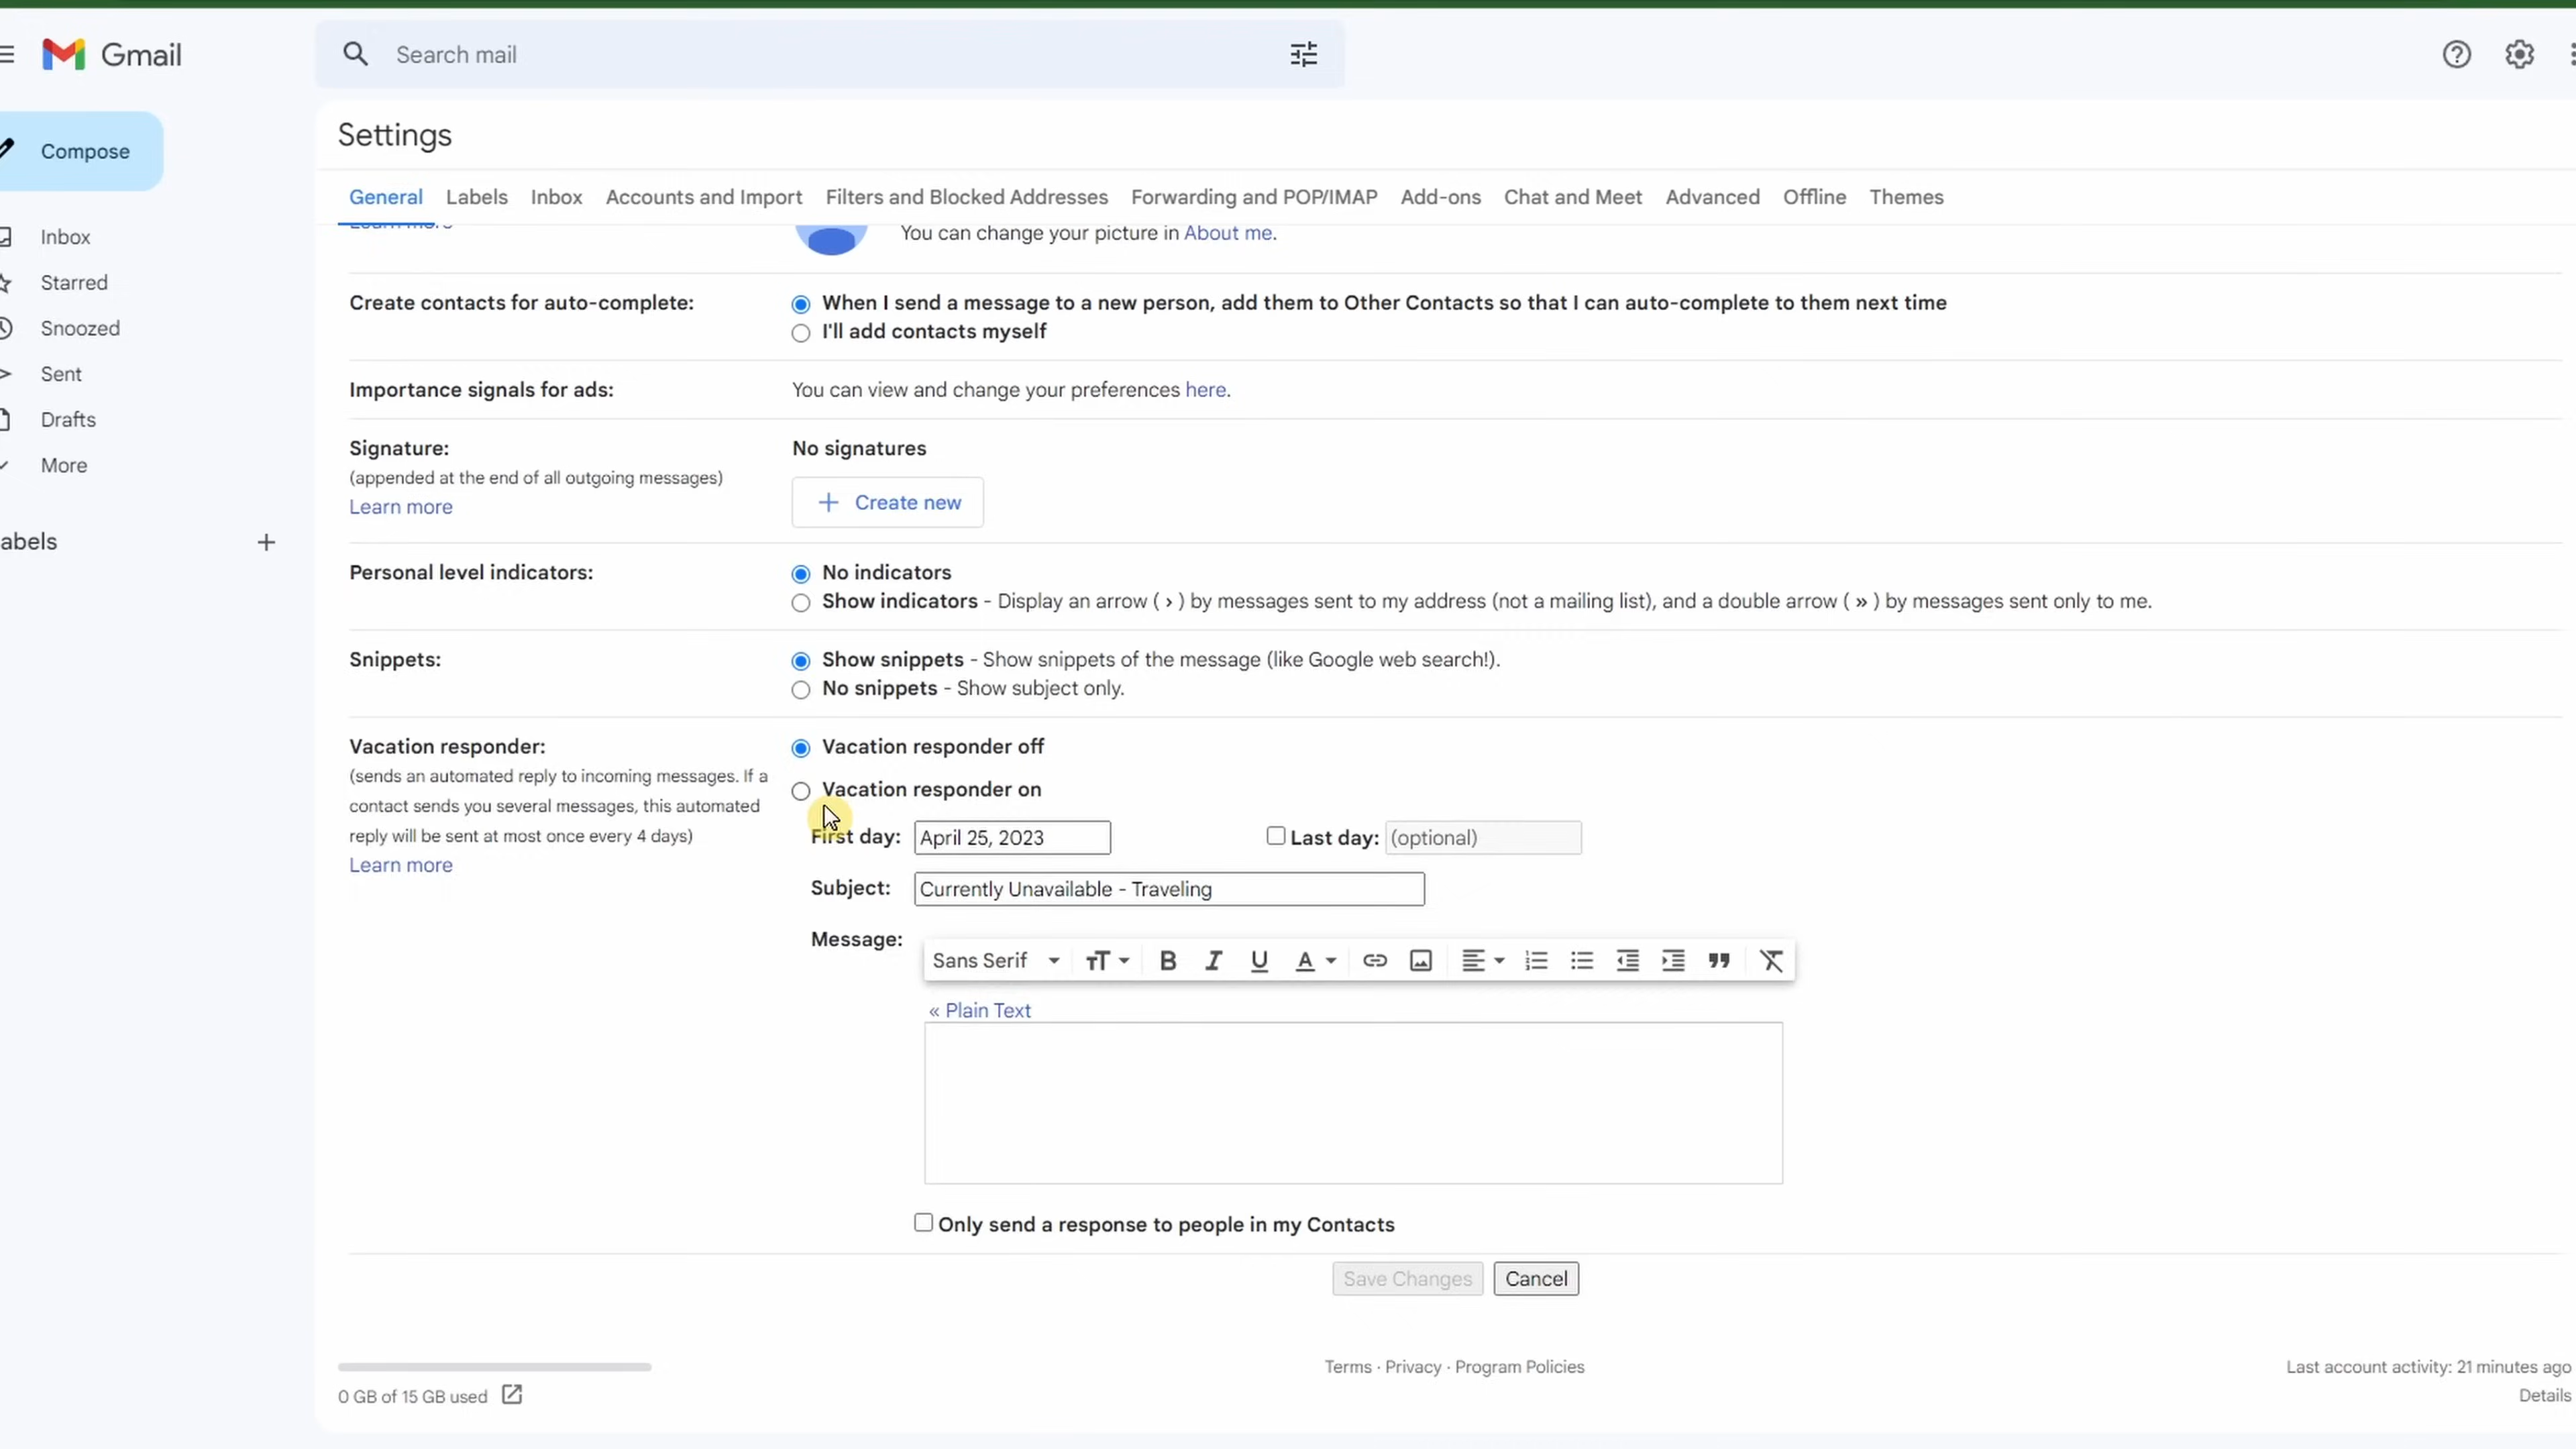 Gmail
Search mail
Compose
Settings
General Labels Inbox Accounts and Import Filters and Blocked Addresses Forwarding and POP/IMAP Add-ons Chat and Meet Advanced Offline Themes
Inbox
Starred
Snoozed
Sent
Drafts
More
abels
Learn more
You can change your picture in About me.
Create contacts for auto-complete:
When I send a message to a new person, add them to Other Contacts so that I can auto-complete to them next time
I'll add contacts myself
Importance signals for ads:
You can view and change your preferences here.
Signature:
(appended at the end of all outgoing messages)
Learn more
No signatures
Create new
Personal level indicators:
No indicators
Show indicators - Display an arrow ( › ) by messages sent to my address (not a mailing list), and a double arrow ( » ) by messages sent only to me.
Snippets:
Show snippets - Show snippets of the message (like Google web search!).
No snippets - Show subject only.
Vacation responder:
(sends an automated reply to incoming messages. If a
contact sends you several messages, this automated
reply will be sent at most once every 4 days)
Learn more
Vacation responder off
Vacation responder on
First day: April 25, 2023 Last day: (optional)
Subject: Currently Unavailable - Traveling
Message:
Sans Serif
« Plain Text
Only send a response to people in my Contacts
Save Changes Cancel
0 GB of 15 GB used
Terms · Privacy · Program Policies
Last account activity: 21 minutes ago
Details